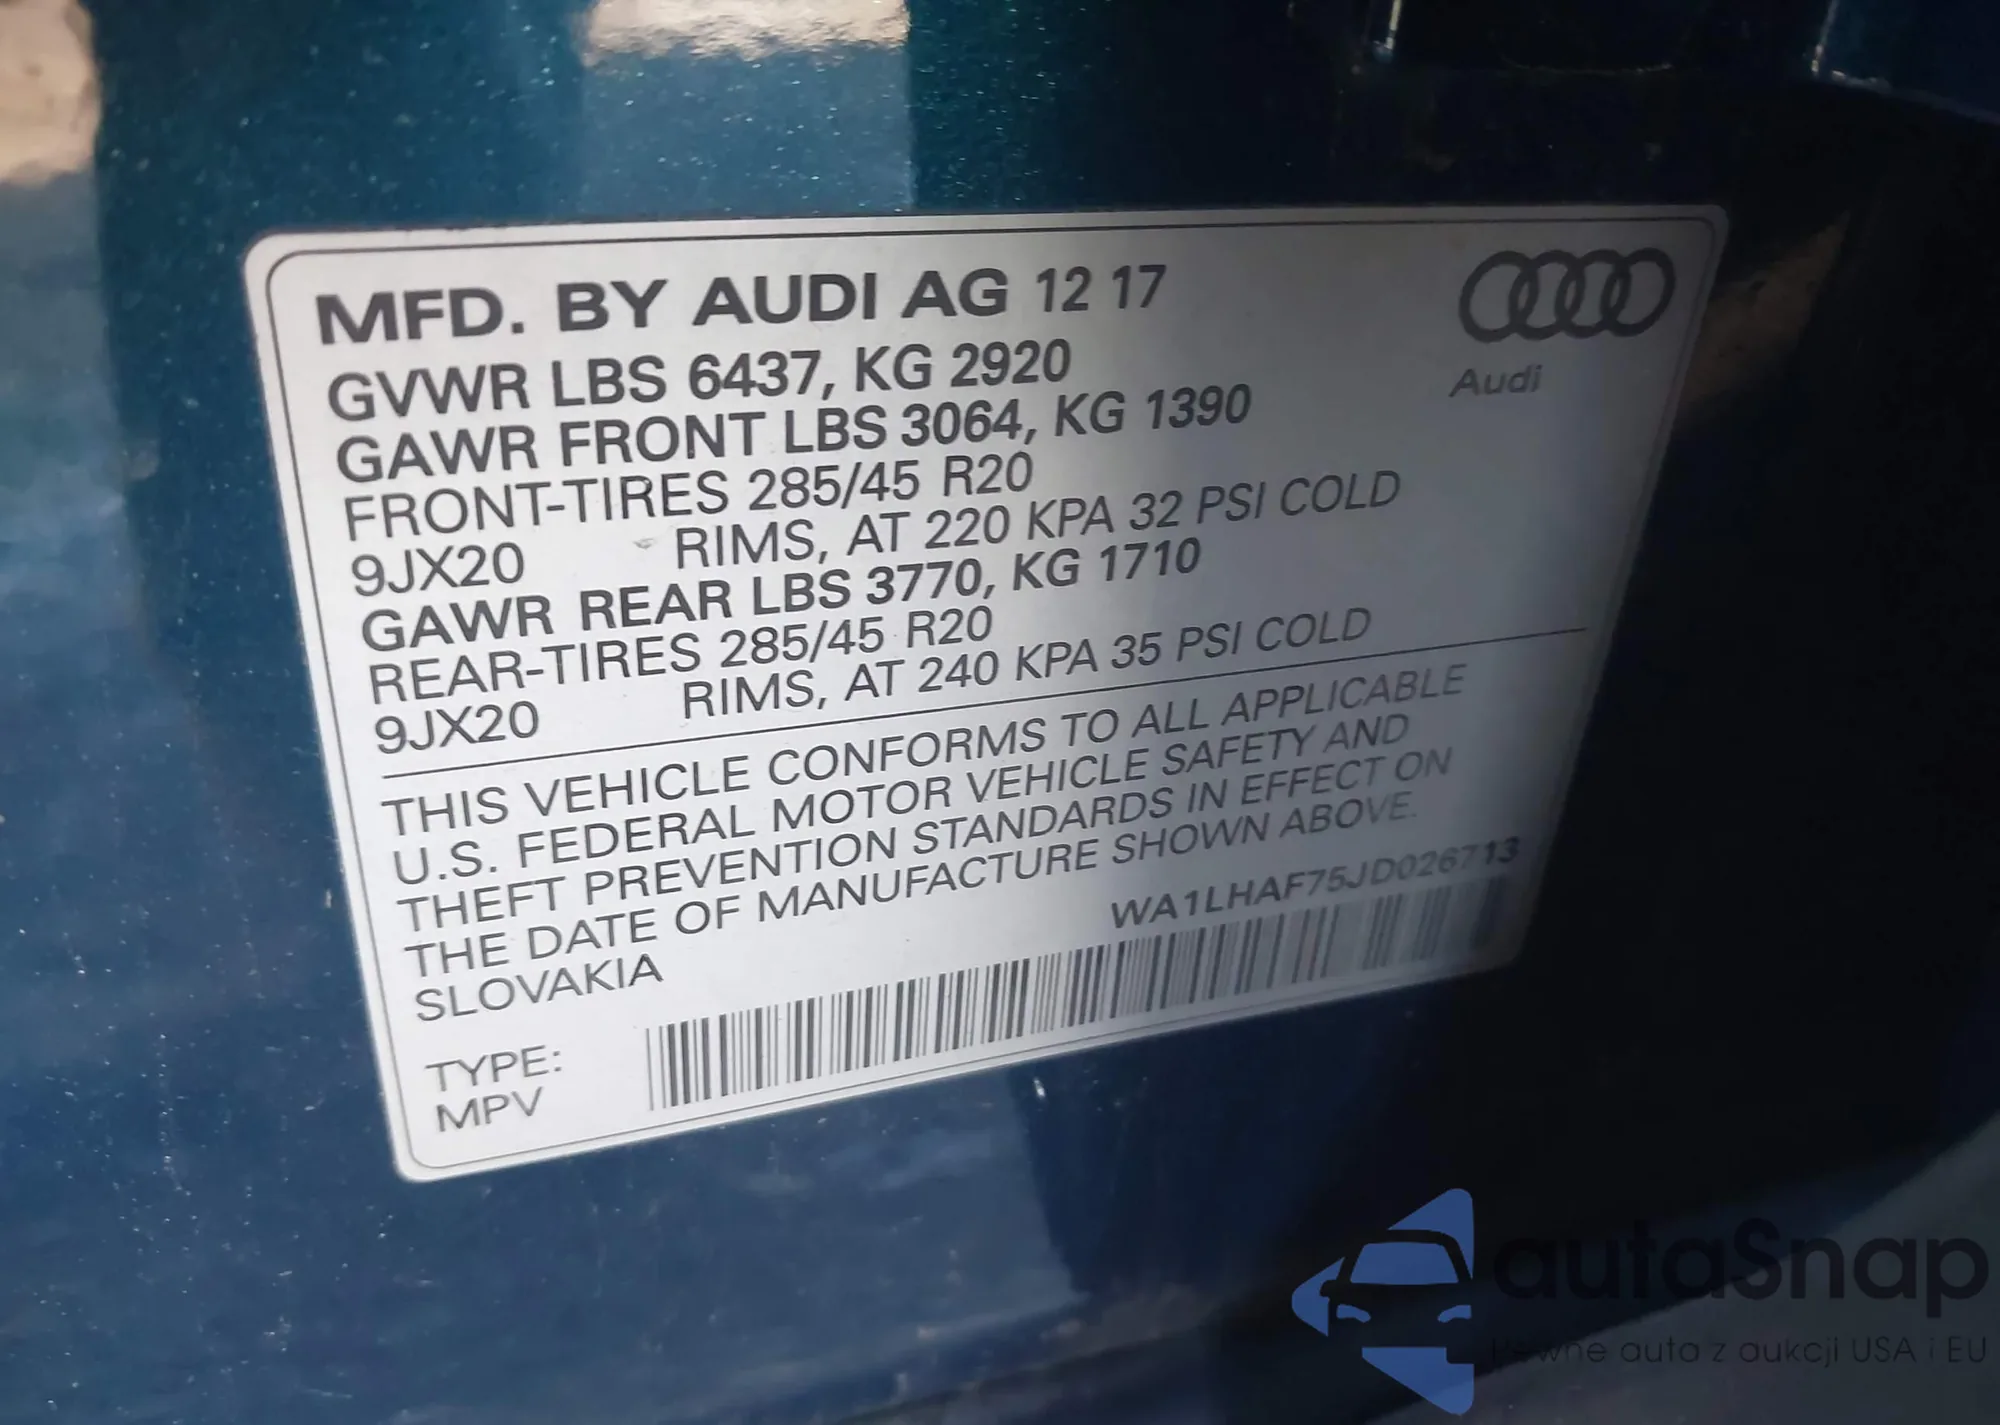 MFD. BY AUDI AG 12 17
GVWR LBS 6437, KG 2920
GAWR FRONT LBS 3064, KG 1390
FRONT-TIRES 285/45 R20
9JX20 RIMS, AT 220 KPA 32 PSI COLD
GAWR REAR LBS 3770, KG 1710
REAR-TIRES 285/45 R20
9JX20 RIMS, AT 240 KPA 35 PSI COLD
THIS VEHICLE CONFORMS TO ALL APPLICABLE
U.S. FEDERAL MOTOR VEHICLE SAFETY AND
THEFT PREVENTION STANDARDS IN EFFECT ON
THE DATE OF MANUFACTURE SHOWN ABOVE.
SLOVAKIA
WA1LHAF75JD026713
TYPE:
MPV
Audi
autaSnap
Pewne auta z aukcji USA i EU